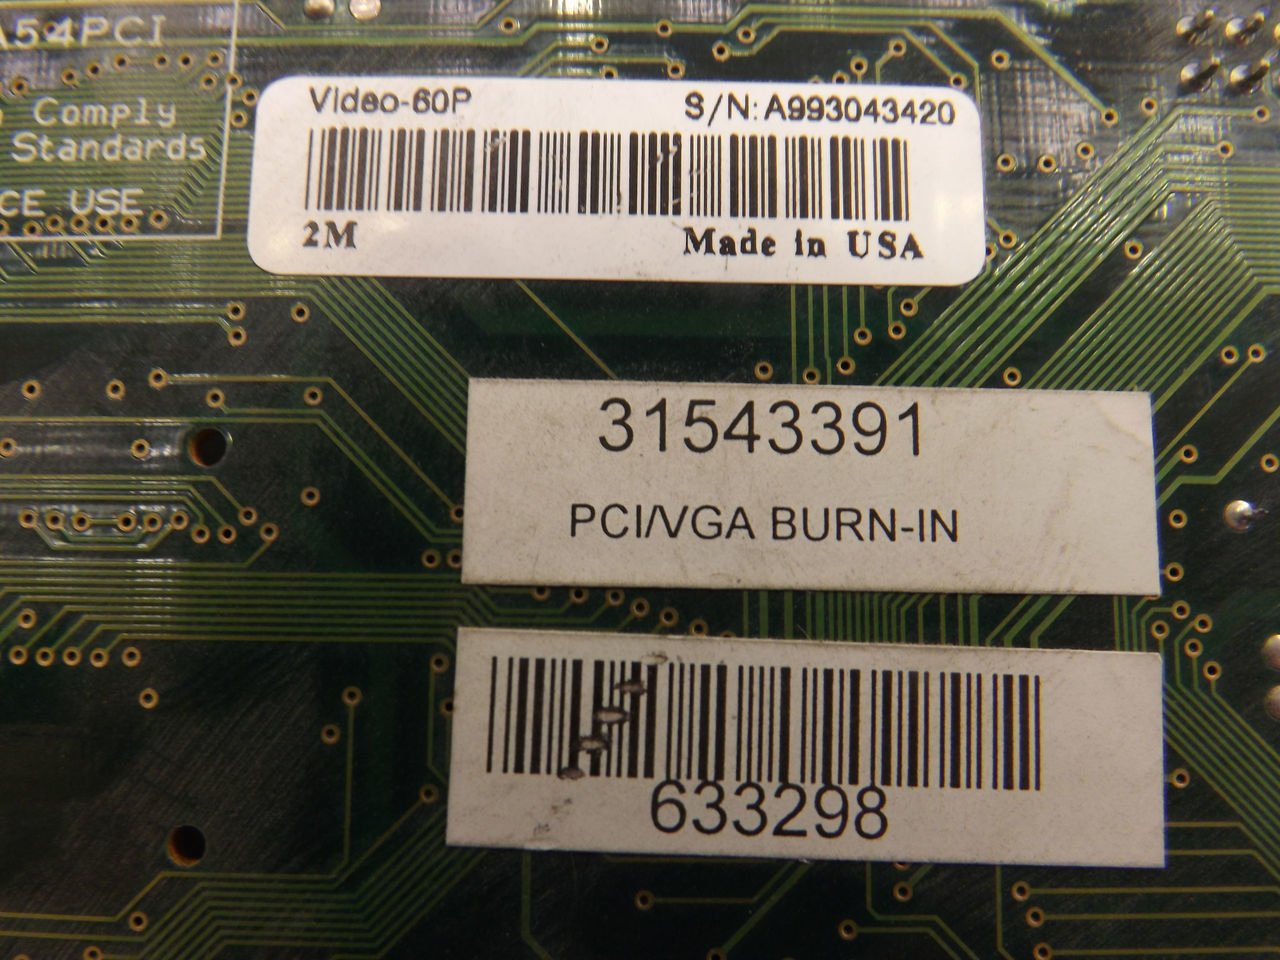 A54PCI
Comply
Standards
CE USE
Video-60P S/N: A993043420
2M Made in USA
31543391
PCI/VGA BURN-IN
633298